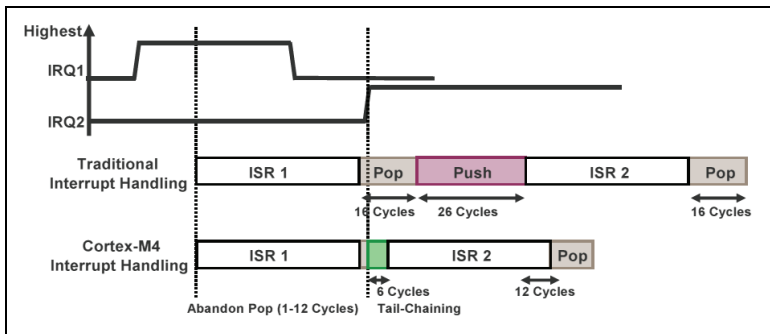 Highest
IRQ1
IRQ2
Traditional
Interrupt Handling
ISR 1
Pop
Push
ISR 2
Pop
16 Cycles
26 Cycles
16 Cycles
Cortex-M4
Interrupt Handling
ISR 1
ISR 2
Pop
6 Cycles
12 Cycles
Abandon Pop (1-12 Cycles)
Tail-Chaining